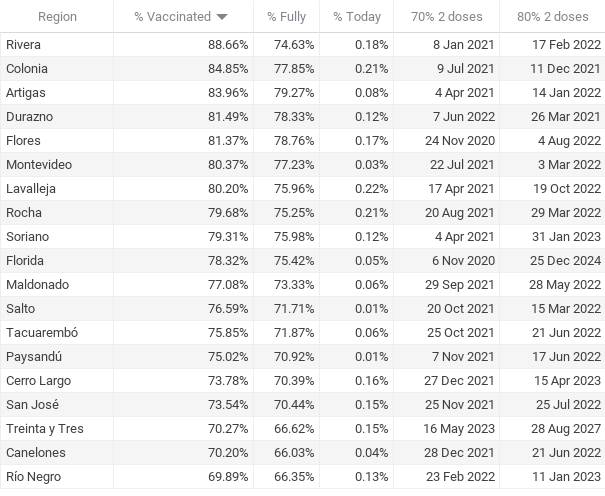 Region % Vaccinated % Fully % Today 70% 2 doses 80% 2 doses
Rivera 88.66% 74.63% 0.18% 8 Jan 2021 17 Feb 2022
Colonia 84.85% 77.85% 0.21% 9 Jul 2021 11 Dec 2021
Artigas 83.96% 79.27% 0.08% 4 Apr 2021 14 Jan 2022
Durazno 81.49% 78.33% 0.12% 7 Jun 2022 26 Mar 2021
Flores 81.37% 78.76% 0.17% 24 Nov 2020 4 Aug 2022
Montevideo 80.37% 77.23% 0.03% 22 Jul 2021 3 Mar 2022
Lavalleja 80.20% 75.96% 0.22% 17 Apr 2021 19 Oct 2022
Rocha 79.68% 75.25% 0.21% 20 Aug 2021 29 Mar 2022
Soriano 79.31% 75.98% 0.12% 4 Apr 2021 31 Jan 2023
Florida 78.32% 75.42% 0.05% 6 Nov 2020 25 Dec 2024
Maldonado 77.08% 73.33% 0.06% 29 Sep 2021 28 May 2022
Salto 76.59% 71.71% 0.01% 20 Oct 2021 15 Mar 2022
Tacuarembó 75.85% 71.87% 0.06% 25 Oct 2021 21 Jun 2022
Paysandú 75.02% 70.92% 0.01% 7 Nov 2021 17 Jun 2022
Cerro Largo 73.78% 70.39% 0.16% 27 Dec 2021 15 Apr 2023
San José 73.54% 70.44% 0.15% 25 Nov 2021 25 Jul 2022
Treinta y Tres 70.27% 66.62% 0.15% 16 May 2023 28 Aug 2027
Canelones 70.20% 66.03% 0.04% 28 Dec 2021 21 Jun 2022
Río Negro 69.89% 66.35% 0.13% 23 Feb 2022 11 Jan 2023